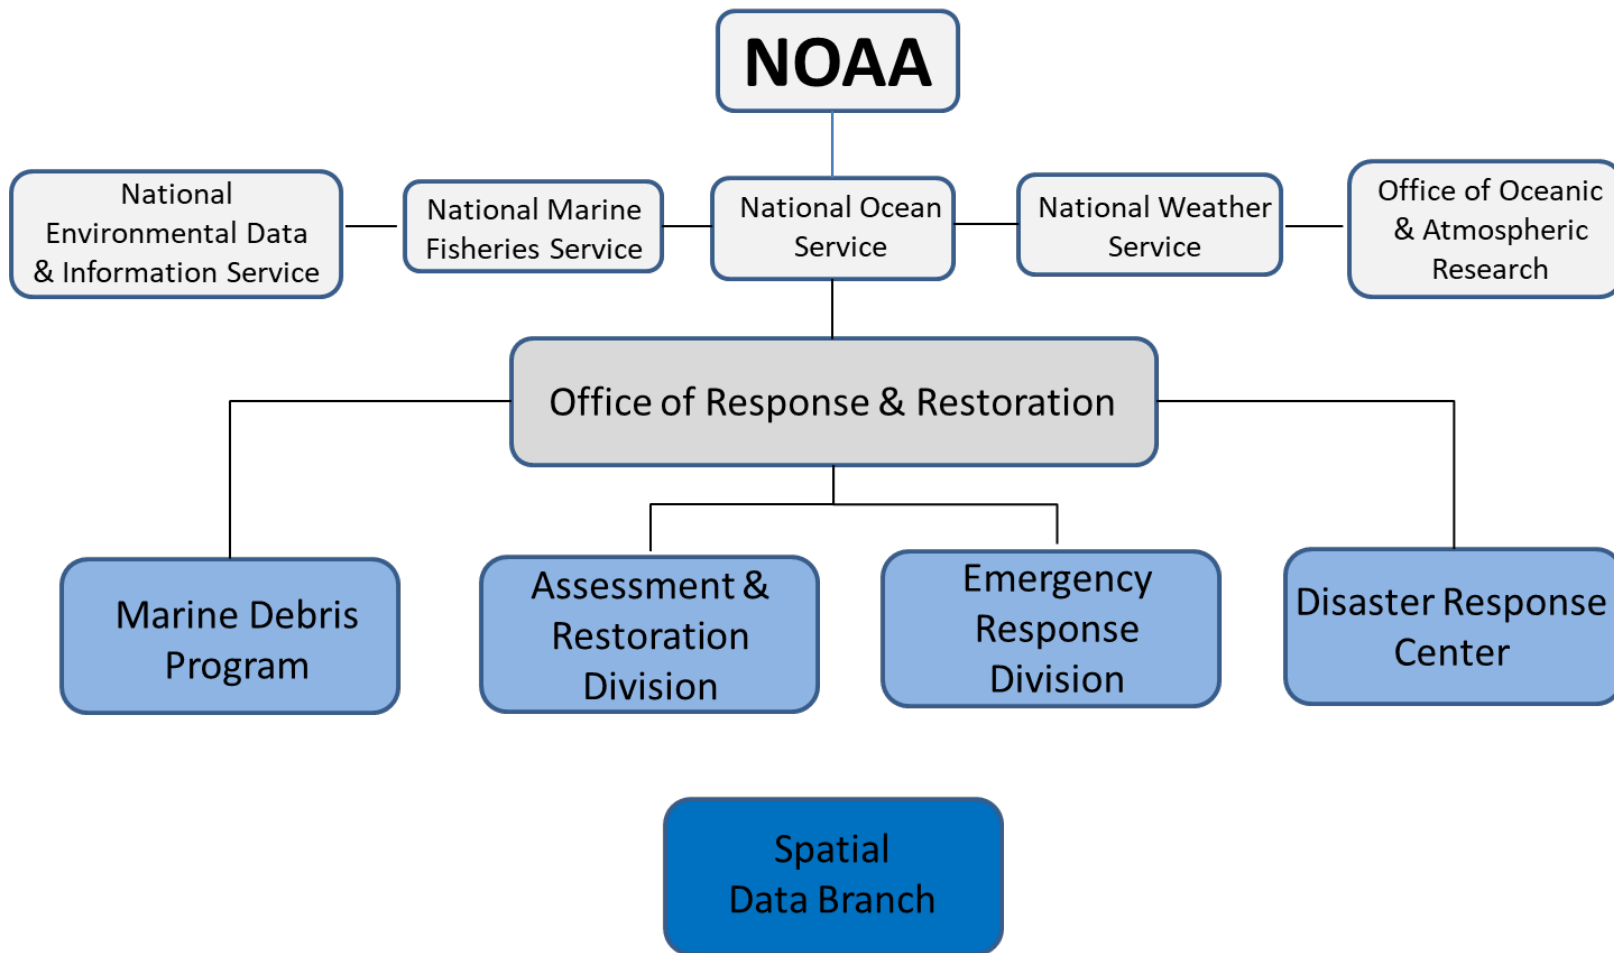 NOAA
National
Environmental Data
& Information Service
National Marine
Fisheries Service
National Ocean
Service
National Weather
Service
Office of Oceanic
& Atmospheric
Research
Office of Response & Restoration
Marine Debris
Program
Assessment &
Restoration
Division
Emergency
Response
Division
Disaster Response
Center
Spatial
Data Branch